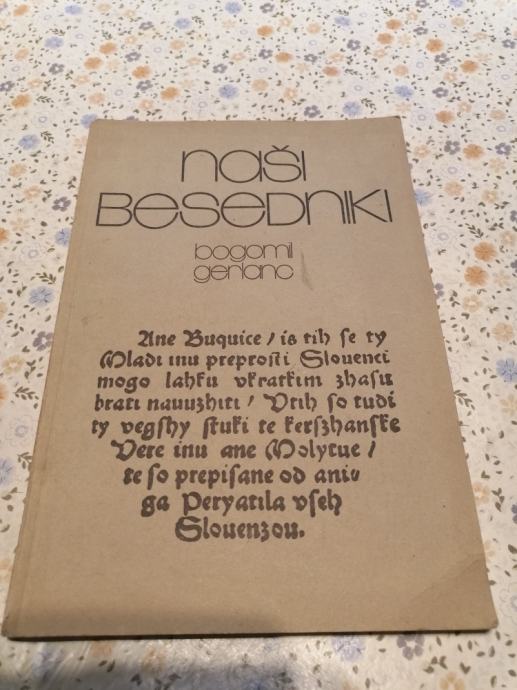 naši
Besedniki
bogomil
gerlanc
Ane Buquice / is tih se ty
Mladi inu preprosti Slouenci
mogo lahku vkratkim zhasu
brati nauuzhiti / Vtih so tudi
ty vegshy stuki te kerszhanske
Vere inu ane Molytue /
te so prepisane od aniu
ga Peryatila vseh
Slouenzou.